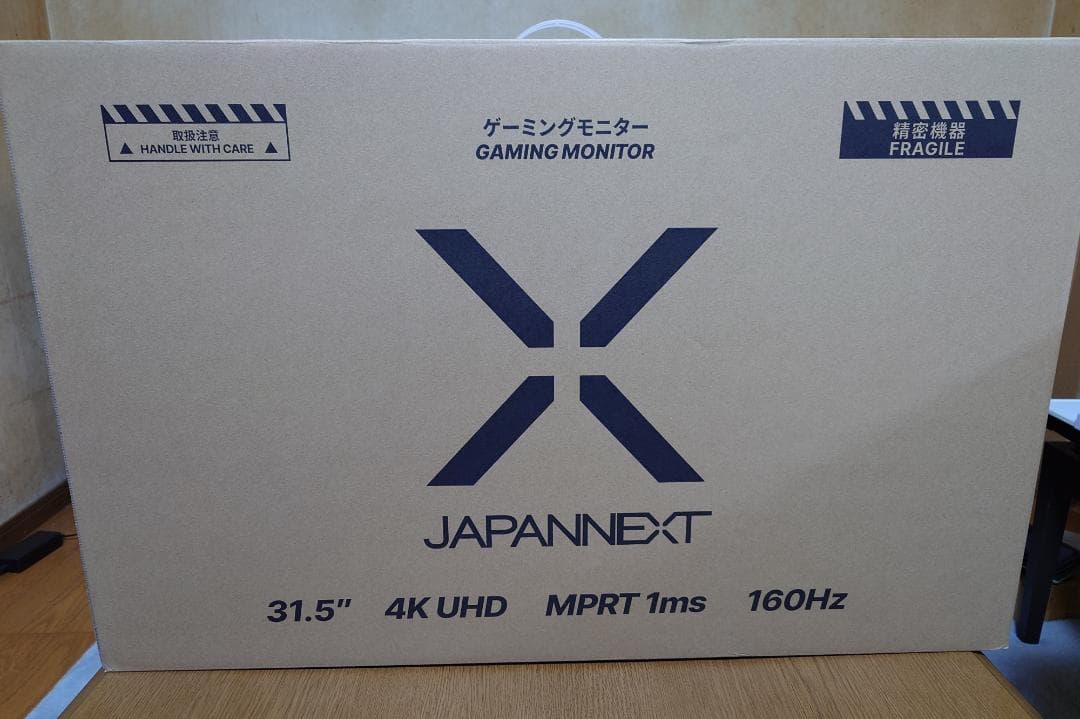 取扱注意
HANDLE WITH CARE
ゲーミングモニター
GAMING MONITOR
精密機器
FRAGILE
JAPANNEXT
31.5" 4K UHD MPRT 1ms 160Hz